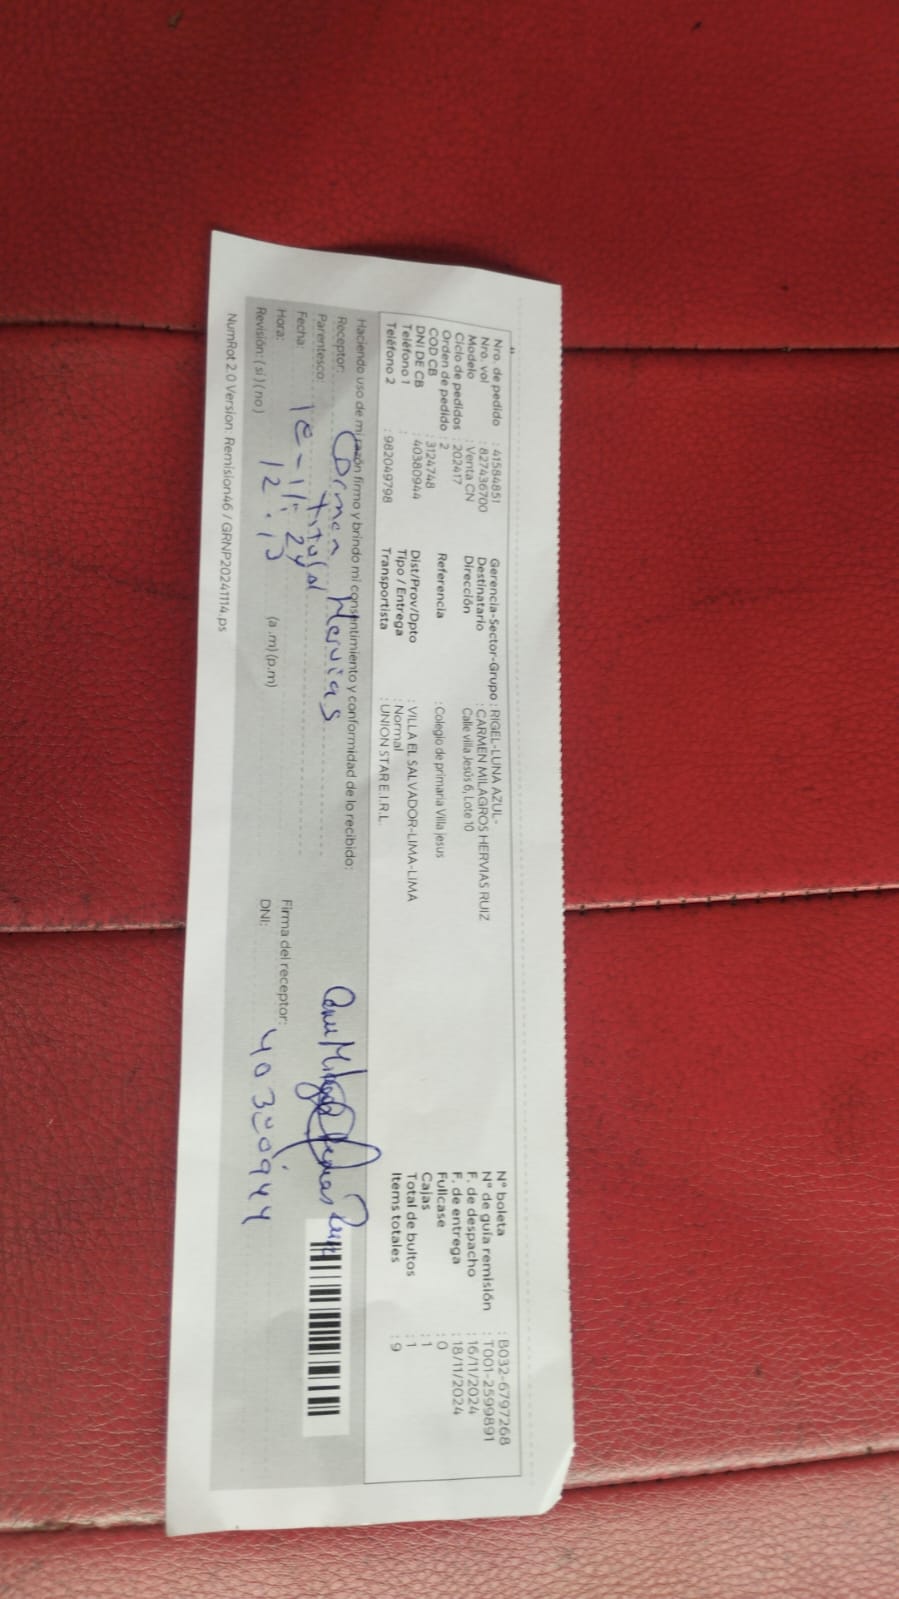 Nro. de pedido : 41584851
Nro. vol : 827436700
Modelo : Venta CN
Ciclo de pedidos : 202417
Orden de pedido : 2
COD CB : 3124748
DNI DE CB : 40380944
Teléfono 1 :
Teléfono 2 : 982049798
Gerencia-Sector-Grupo : RIGEL-LUNA AZUL-
Destinatario : CARMEN MILAGROS HERVIAS RUIZ
Dirección Calle villa Jesús 6, Lote 10
Referencia : Colegio de primaria Villa jesus
Dist/Prov/Dpto : VILLA EL SALVADOR-LIMA-LIMA
Tipo / Entrega : Normal
Transportista : UNION STAR E.I.R.L.
N° boleta : B032-6797268
N° de guía remisión : T001-2599891
F. de despacho : 16/11/2024
F. de entrega : 18/11/2024
Fullcase : 0
Cajas : 1
Total de bultos : 1
Items totales : 9
Haciendo uso de mi razón firmo y brindo mi consentimiento y conformidad de lo recibido:
Receptor: Carmen Hervias
Parentesco: titular
Fecha: 18-11-24
Hora: 12:10 (a .m) (p.m)
Revisión: ( si ) ( no )
Firma del receptor:
DNI: 40380944
NumRot 2.0 Version: Remision46 / GRNP20241114.ps